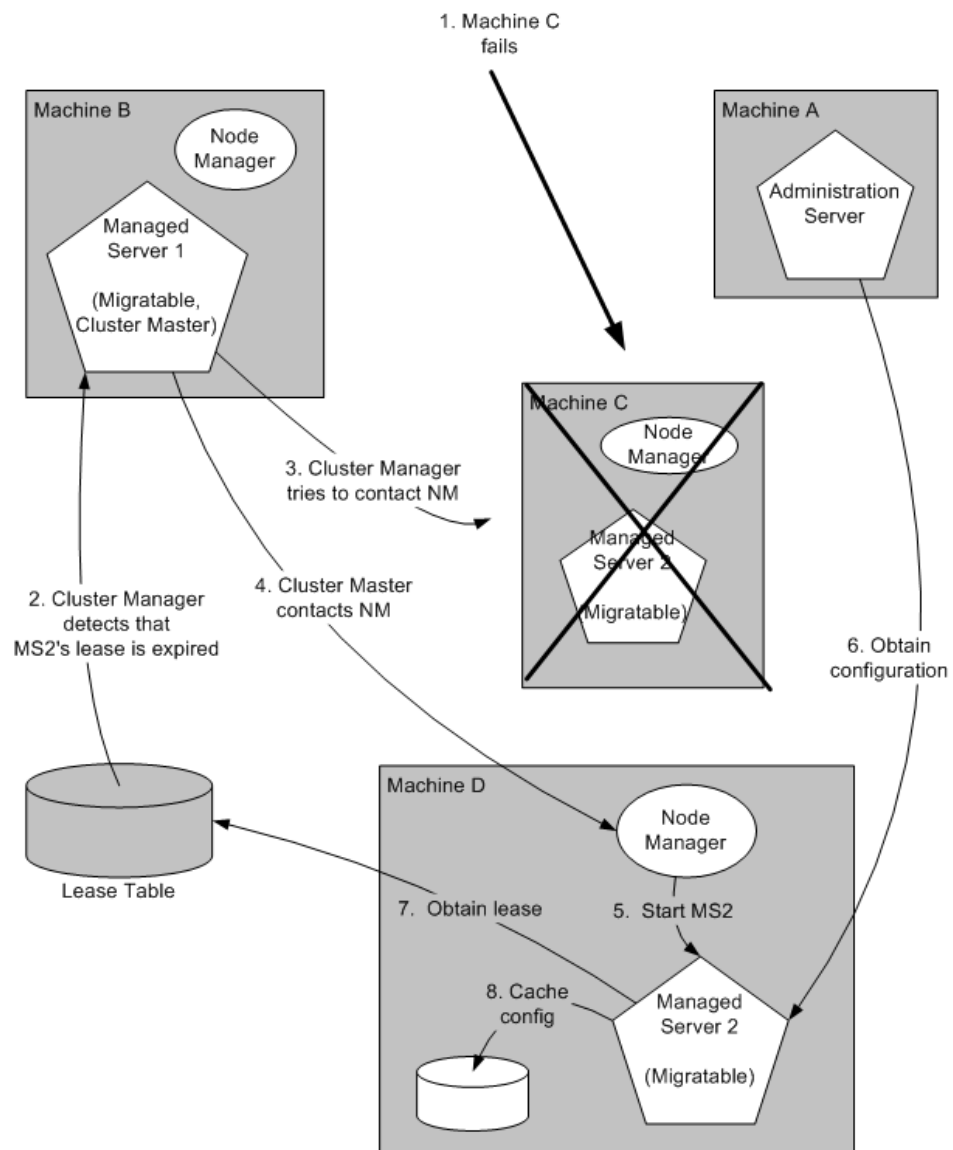 1. Machine C
fails
Machine B
Node
Manager
Managed
Server 1
(Migratable,
Cluster Master)
Machine A
Administration
Server
Machine C
Node
Manager
Managed
Server 2
(Migratable)
3. Cluster Manager
tries to contact NM
4. Cluster Master
contacts NM
2. Cluster Manager
detects that
MS2's lease is expired
6. Obtain
configuration
Lease Table
Machine D
Node
Manager
7. Obtain lease
5. Start MS2
8. Cache
config
Managed
Server 2
(Migratable)